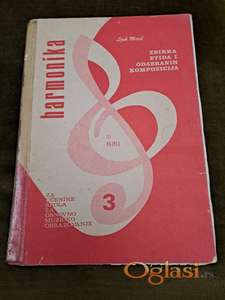 harmonika
ZBIRKA
ETIDA I
ODABRANIH
KOMPOZICIJA
3
ZA
UČENIKE
ŠKOLA
ZA
OSNOVNO
MUZIČKO
OBRAZOVANJE
Oglasi.rs